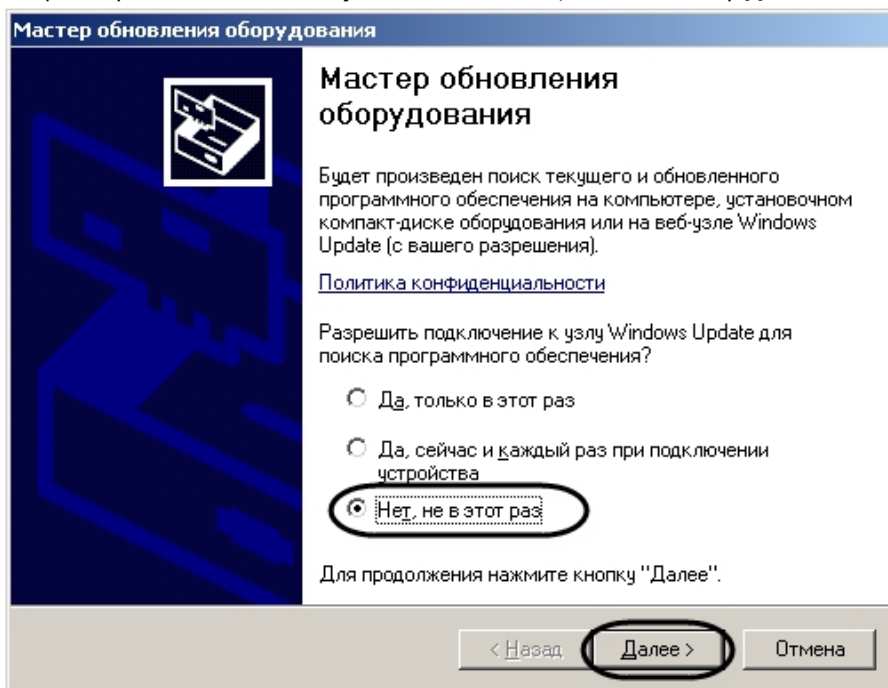 Мастер обновления оборудования
Мастер обновления
оборудования
Будет произведен поиск текущего и обновленного
программного обеспечения на компьютере, установочном
компакт-диске оборудования или на веб-узле Windows
Update (с вашего разрешения).
Политика конфиденциальности
Разрешить подключение к узлу Windows Update для
поиска программного обеспечения?
Да, только в этот раз
Да, сейчас и каждый раз при подключении
устройства
Нет, не в этот раз
Для продолжения нажмите кнопку "Далее".
< Назад Далее > Отмена